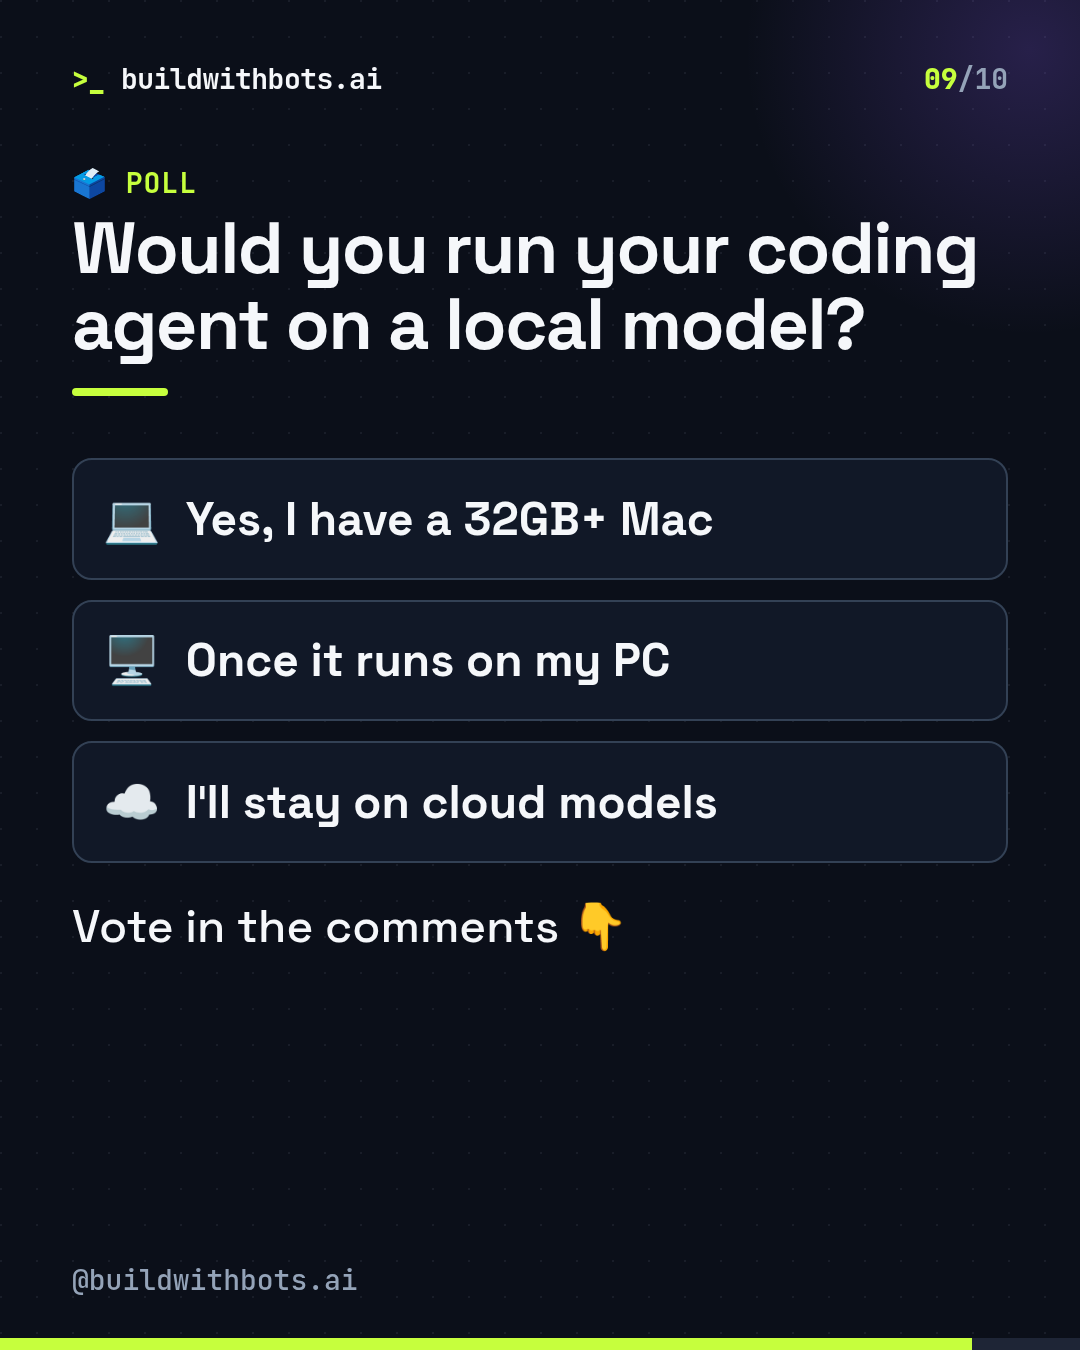 >_ buildwithbots.ai
09/10
🗳️ POLL
Would you run your coding
agent on a local model?
💻 Yes, I have a 32GB+ Mac
🖥️ Once it runs on my PC
☁️ I'll stay on cloud models
Vote in the comments 👇
@buildwithbots.ai